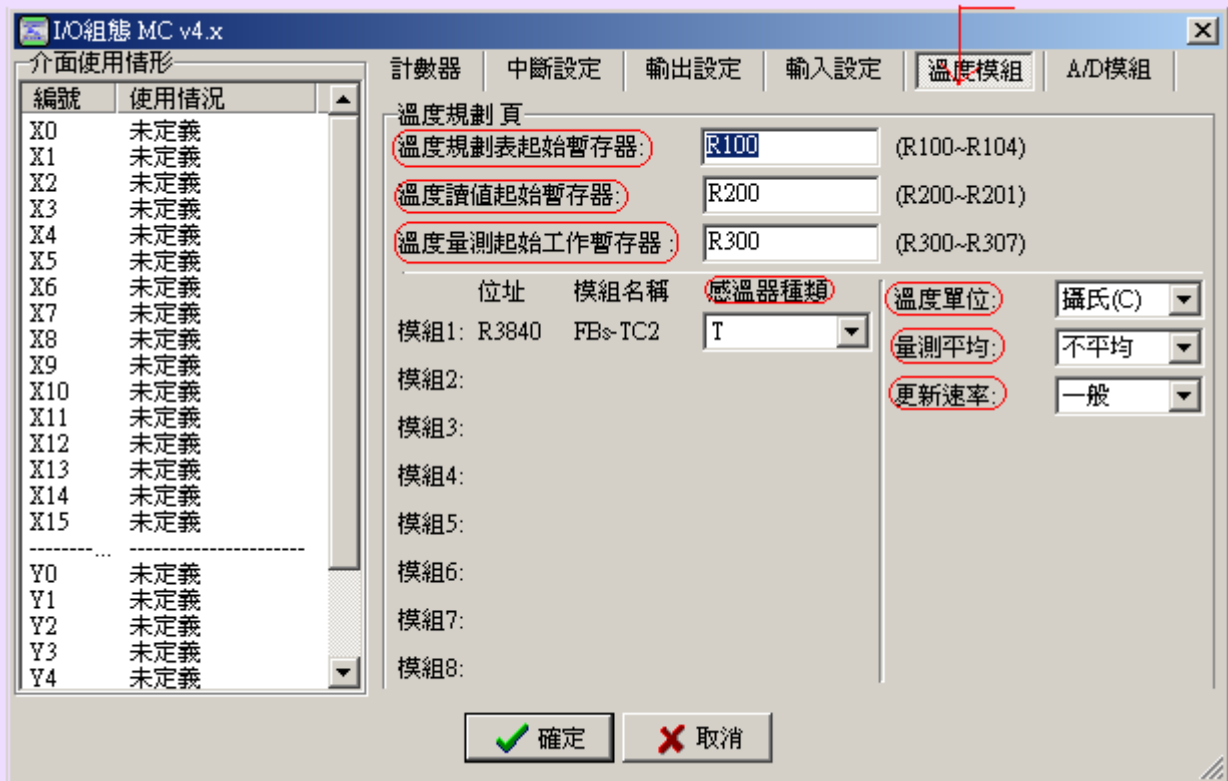 I/O組態 MC v4.x
介面使用情形
編號 使用情況
X0 未定義
X1 未定義
X2 未定義
X3 未定義
X4 未定義
X5 未定義
X6 未定義
X7 未定義
X8 未定義
X9 未定義
X10 未定義
X11 未定義
X12 未定義
X13 未定義
X14 未定義
X15 未定義
--------... ----------------------
Y0 未定義
Y1 未定義
Y2 未定義
Y3 未定義
Y4 未定義
計數器 中斷設定 輸出設定 輸入設定 溫度模組 A/D模組
溫度規劃 頁
溫度規劃表起始暫存器: R100 (R100~R104)
溫度讀值起始暫存器: R200 (R200~R201)
溫度量測起始工作暫存器 : R300 (R300~R307)
位址 模組名稱 感溫器種類
模組1: R3840 FBs-TC2 T
模組2:
模組3:
模組4:
模組5:
模組6:
模組7:
模組8:
溫度單位: 攝氏(C)
量測平均: 不平均
更新速率: 一般
確定 取消